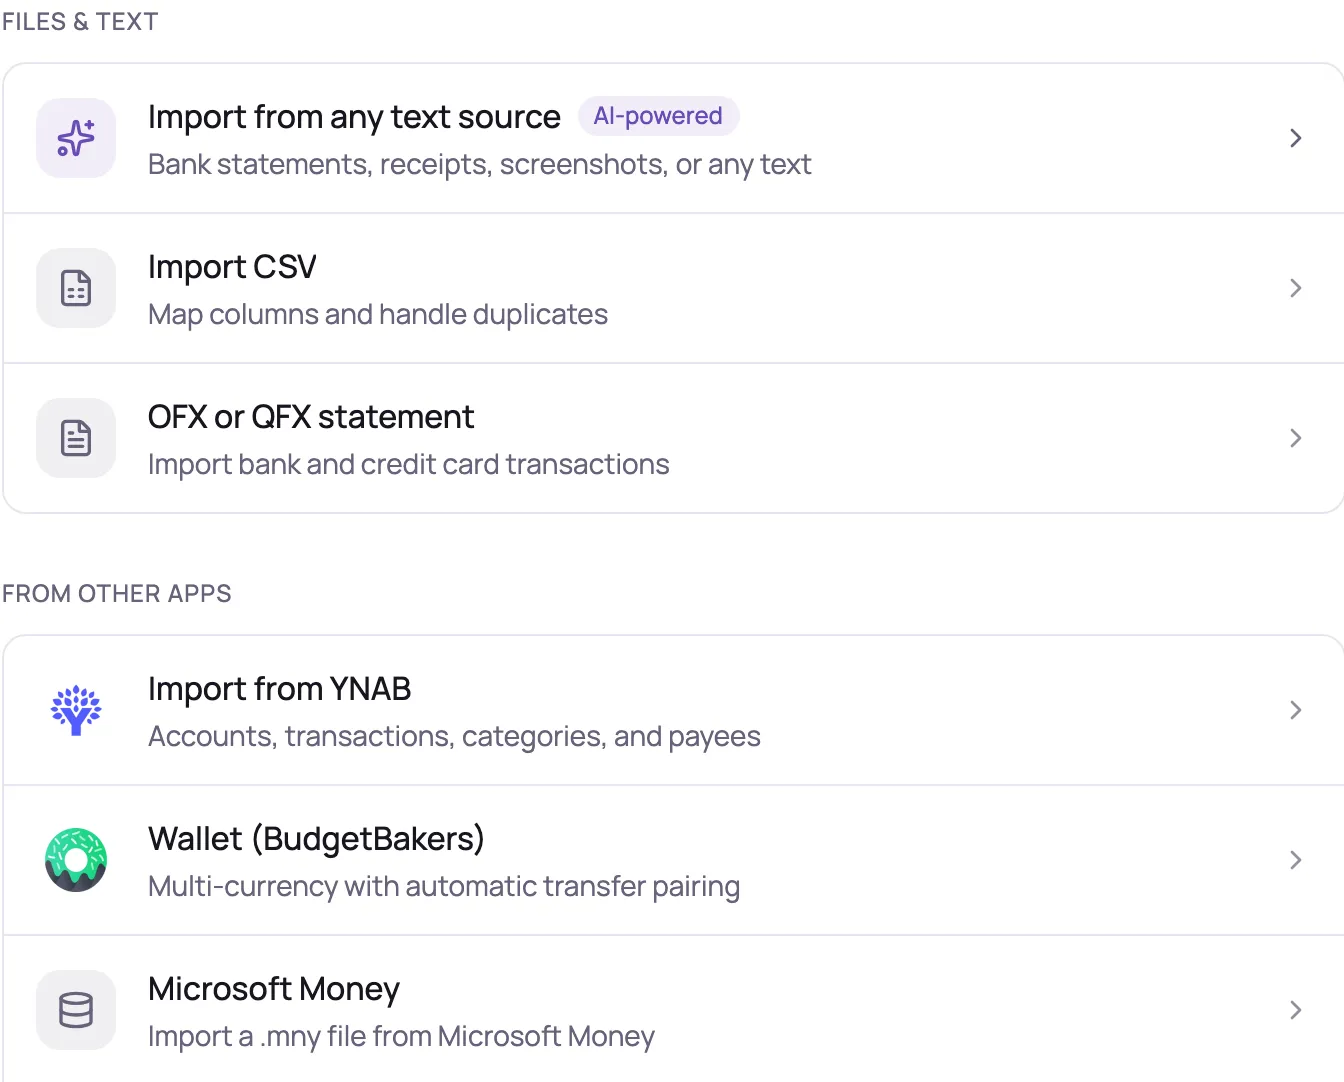 FILES & TEXT
Import from any text source AI-powered
Bank statements, receipts, screenshots, or any text
Import CSV
Map columns and handle duplicates
OFX or QFX statement
Import bank and credit card transactions
FROM OTHER APPS
Import from YNAB
Accounts, transactions, categories, and payees
Wallet (BudgetBakers)
Multi-currency with automatic transfer pairing
Microsoft Money
Import a .mny file from Microsoft Money